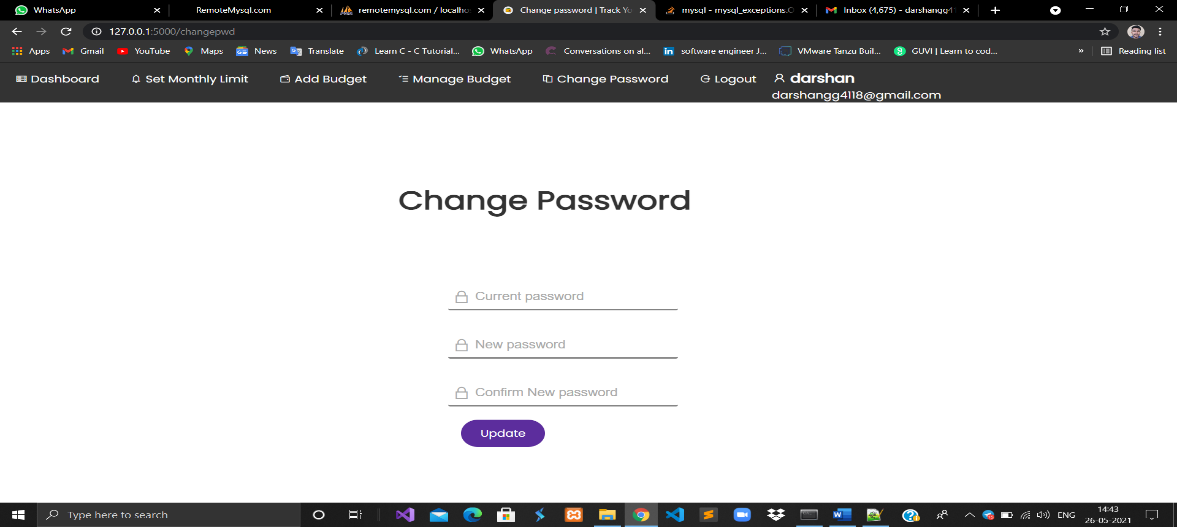 WhatsApp
RemoteMysql.com
remotemysql.com / localhos
Change password | Track Yo
mysql - mysql_exceptions.O
Inbox (4,675) - darshangg41
127.0.0.1:5000/changepwd
Apps
Gmail
YouTube
Maps
News
Translate
Learn C - C Tutorial...
WhatsApp
Conversations on al...
software engineer J...
VMware Tanzu Buil...
GUVI | Learn to cod...
»
Reading list
Dashboard
Set Monthly Limit
Add Budget
Manage Budget
Change Password
Logout
darshan
darshangg4118@gmail.com
Change Password
Current password
New password
Confirm New password
Update
Type here to search
ENG
14:43
26-05-2021